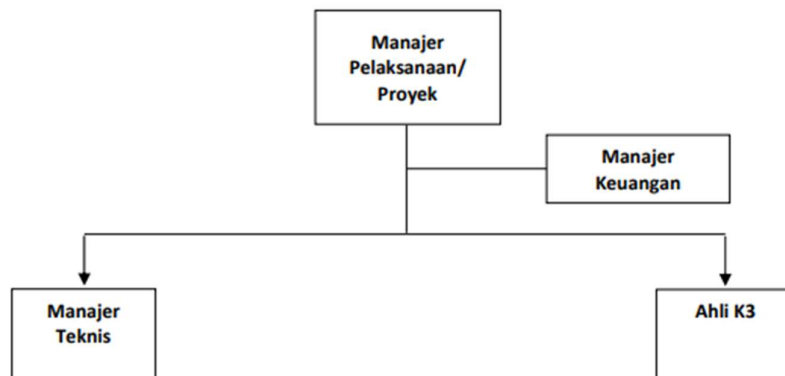 Manajer
Pelaksanaan/
Proyek
Manajer
Keuangan
Manajer
Teknis
Ahli K3